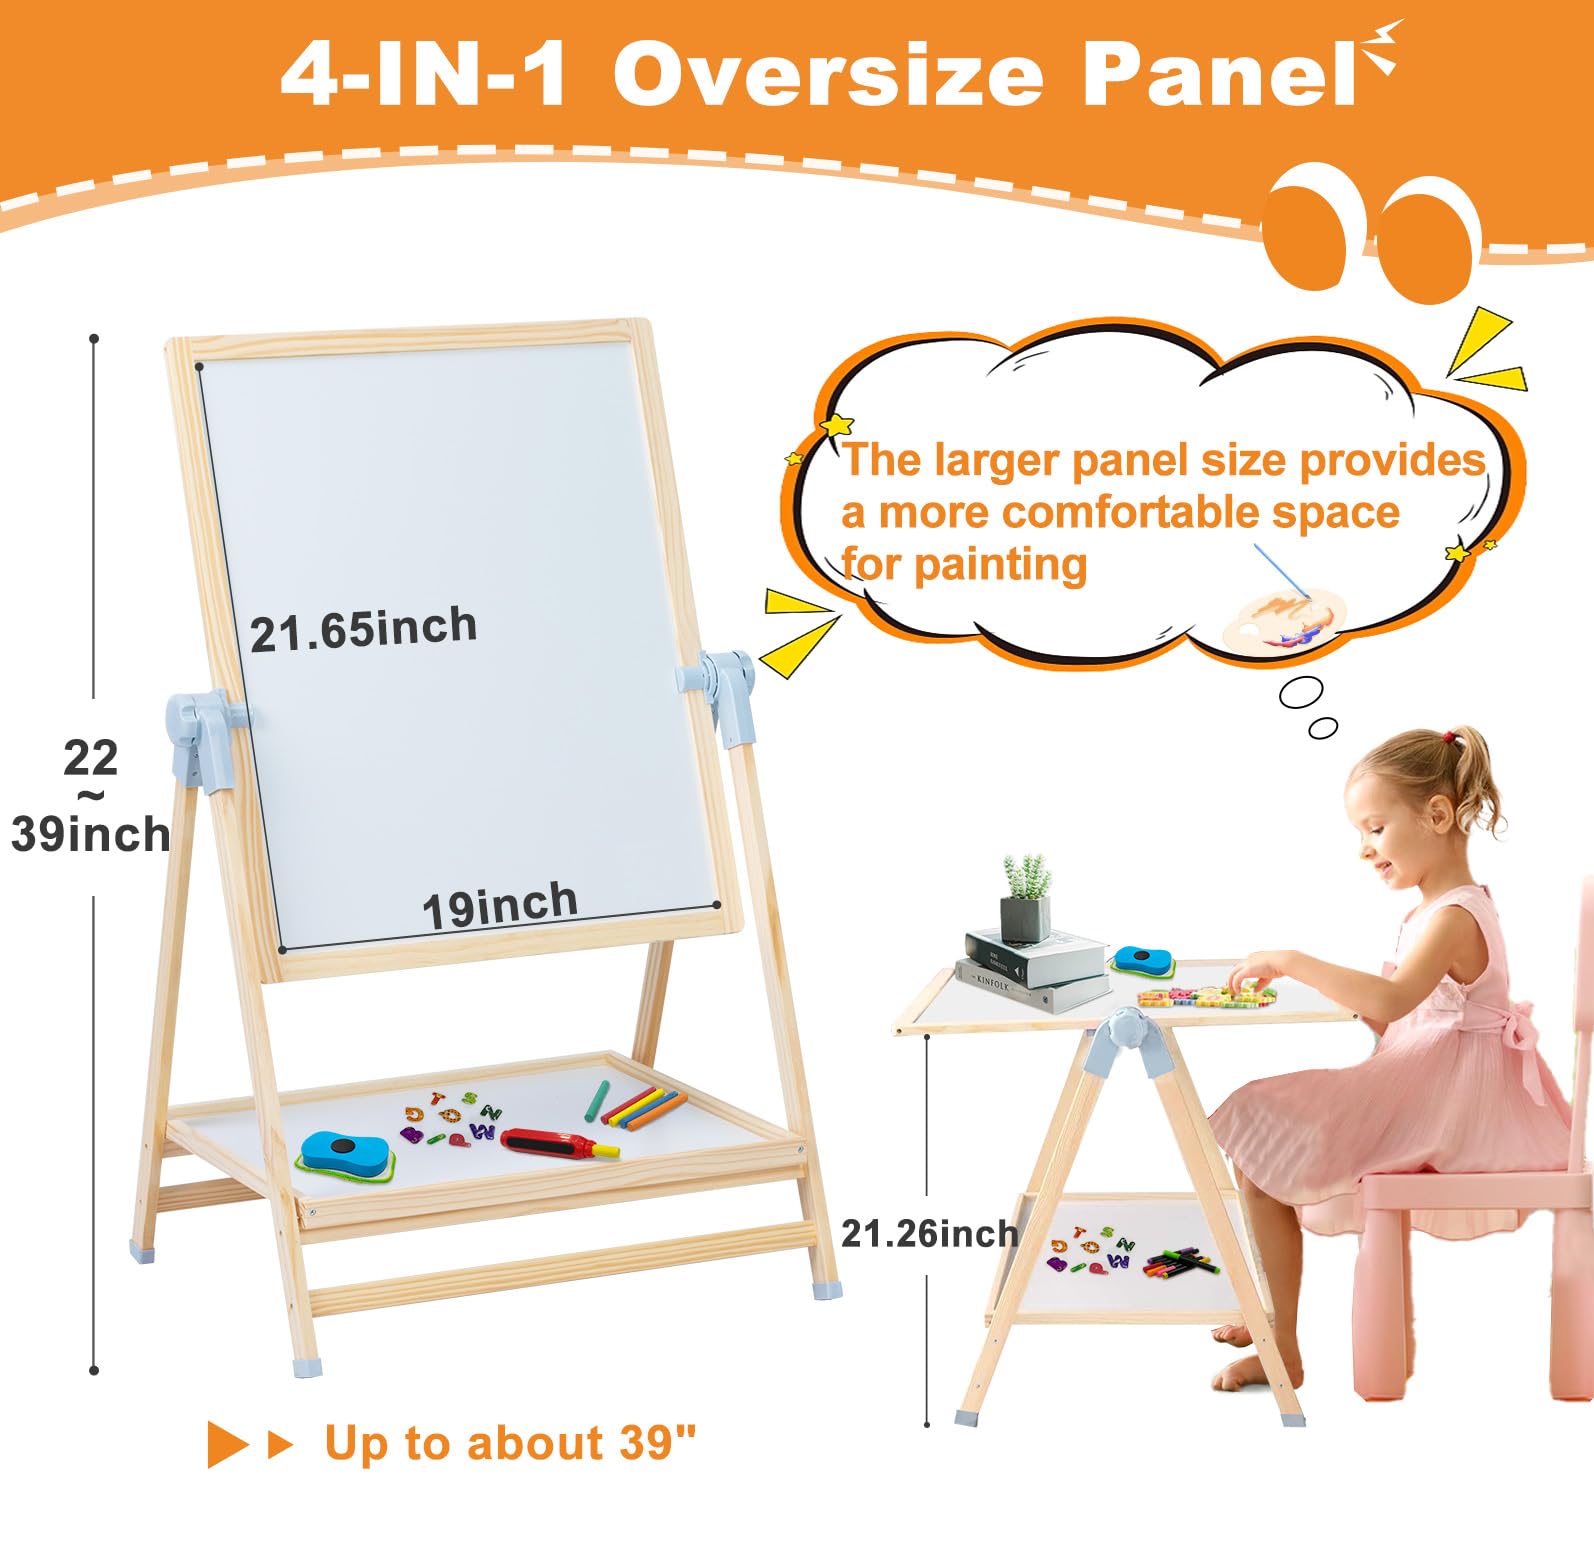 4-IN-1 Oversize Panel
The larger panel size provides
a more comfortable space
for painting
21.65inch
22
~
39inch
19inch
KINFOLK
21.26inch
Up to about 39"